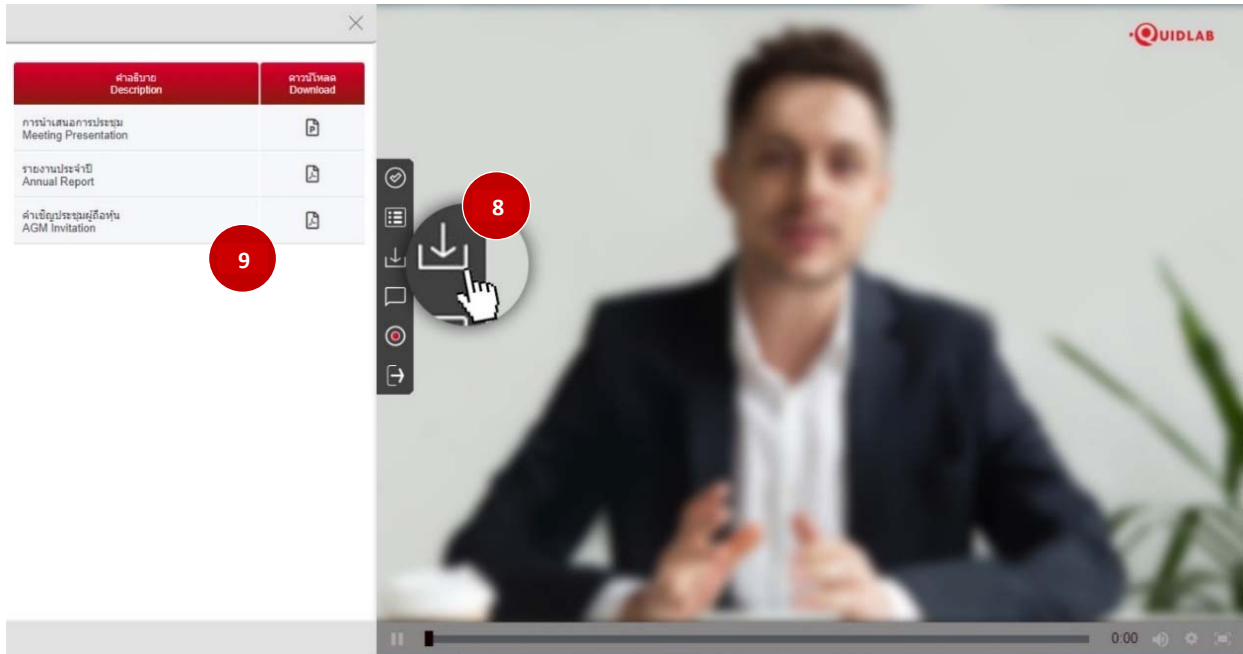 QUIDLAB
คำอธิบาย
Description
ดาวน์โหลด
Download
การนำเสนอการประชุม
Meeting Presentation
รายงานประจำปี
Annual Report
คำเชิญประชุมผู้ถือหุ้น
AGM Invitation
8
9
0:00